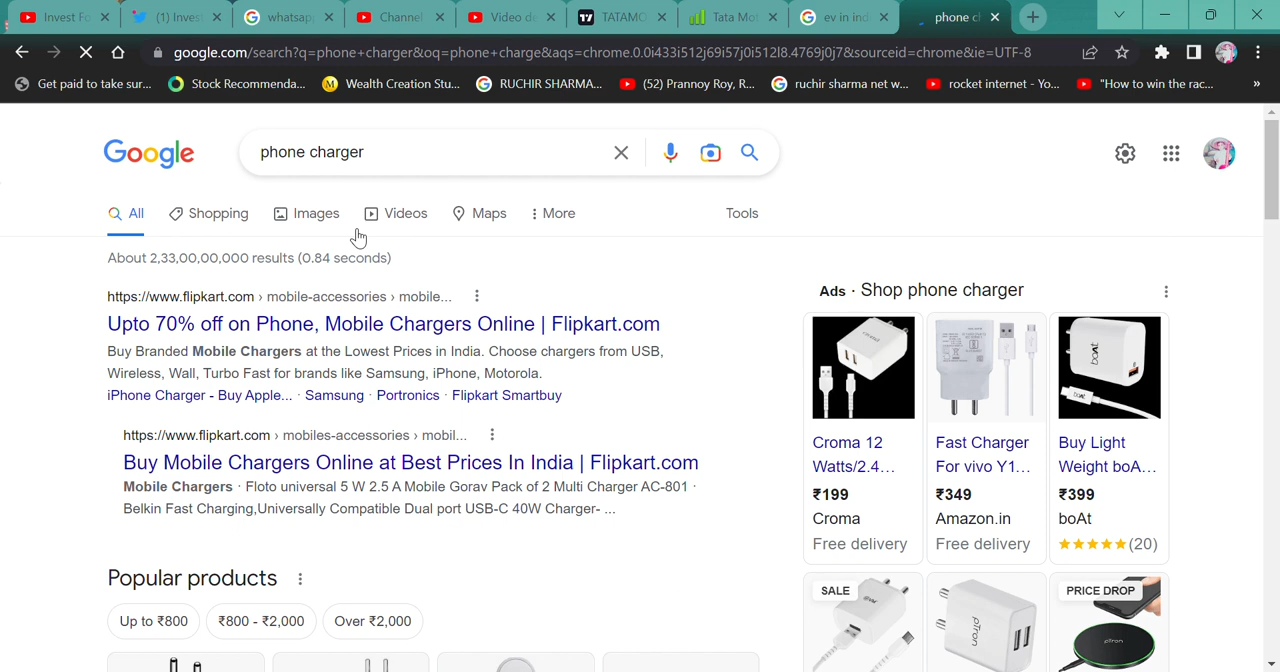 Invest Fo
(1) Invest
whatsap
Channel
Video de
TATAMO
Tata Mot
ev in ind
phone ch
google.com/search?q=phone+charger&oq=phone+charge&aqs=chrome.0.0i433i512j69i57j0i512l8.4769j0j7&sourceid=chrome&ie=UTF-8
Get paid to take sur...
Stock Recommenda...
Wealth Creation Stu...
RUCHIR SHARMA...
(52) Prannoy Roy, R...
ruchir sharma net w...
rocket internet - Yo...
"How to win the rac...
»
Google
phone charger
All
Shopping
Images
Videos
Maps
More
Tools
About 2,33,00,00,000 results (0.84 seconds)
https://www.flipkart.com › mobile-accessories › mobile...
Upto 70% off on Phone, Mobile Chargers Online | Flipkart.com
Buy Branded Mobile Chargers at the Lowest Prices in India. Choose chargers from USB,
Wireless, Wall, Turbo Fast for brands like Samsung, iPhone, Motorola.
iPhone Charger - Buy Apple... · Samsung · Portronics · Flipkart Smartbuy
https://www.flipkart.com › mobiles-accessories › mobil...
Buy Mobile Chargers Online at Best Prices In India | Flipkart.com
Mobile Chargers · Floto universal 5 W 2.5 A Mobile Gorav Pack of 2 Multi Charger AC-801 ·
Belkin Fast Charging,Universally Compatible Dual port USB-C 40W Charger- ...
Popular products
Up to ₹800
₹800 - ₹2,000
Over ₹2,000
Ads · Shop phone charger
Croma 12
Watts/2.4...
₹199
Croma
Free delivery
Fast Charger
For vivo Y1...
₹349
Amazon.in
Free delivery
boAt
Buy Light
Weight boA...
₹399
boAt
(20)
SALE
PRICE DROP
pTron
pTron